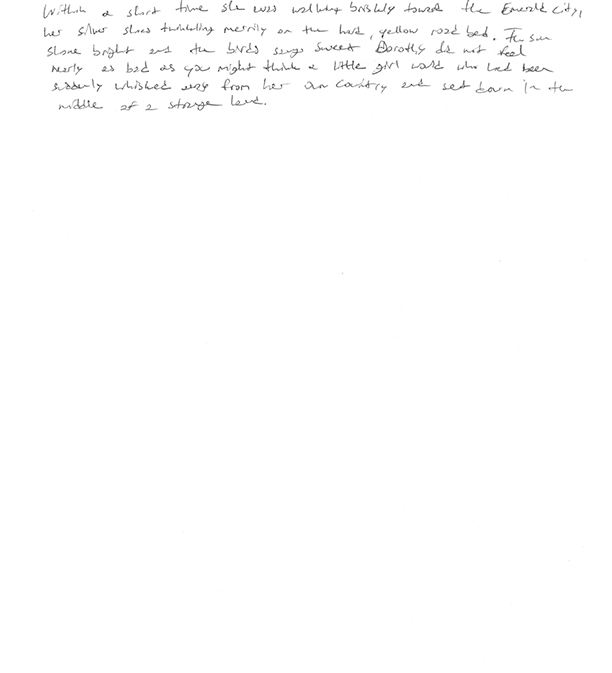 Within a short time she was walking briskly toward the Emerald City,
her silver shoes twinkling merrily on the hard, yellow road bed. The sun
shone bright and the birds sang sweet Dorothy did not feel
nearly as bad as you might think a little girl would who had been
suddenly whisked away from her own country and set down in the
middle of a strange land.